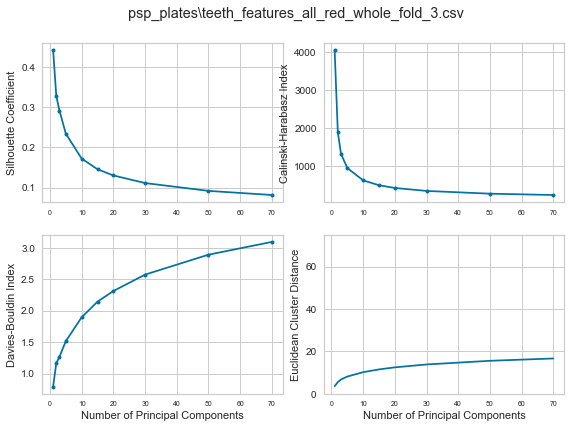 psp_plates\teeth_features_all_red_whole_fold_3.csv
Silhouette Coefficient
0.4
0.3
0.2
0.1
0 10 20 30 40 50 60 70
Calinski-Harabasz Index
4000
3000
2000
1000
0 10 20 30 40 50 60 70
Davies-Bouldin Index
3.0
2.5
2.0
1.5
1.0
0 10 20 30 40 50 60 70
Number of Principal Components
Euclidean Cluster Distance
60
40
20
0
0 10 20 30 40 50 60 70
Number of Principal Components